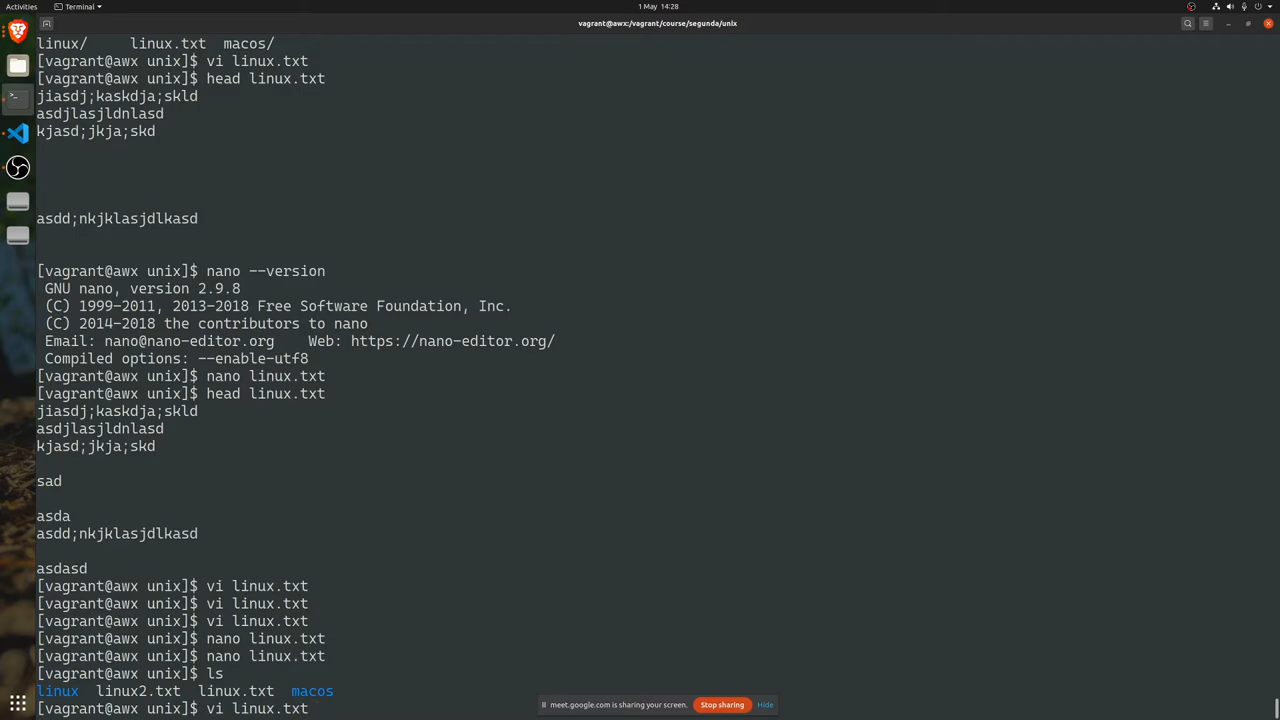 Activities
Terminal
1 May 14:28
vagrant@awx:/vagrant/course/segunda/unix
linux/     linux.txt  macos/
[vagrant@awx unix]$ vi linux.txt
[vagrant@awx unix]$ head linux.txt
jiasdj;kaskdja;skld
asdjlasjldnlasd
kjasd;jkja;skd
asdd;nkjklasjdlkasd
[vagrant@awx unix]$ nano --version
GNU nano, version 2.9.8
(C) 1999-2011, 2013-2018 Free Software Foundation, Inc.
(C) 2014-2018 the contributors to nano
Email: nano@nano-editor.org    Web: https://nano-editor.org/
Compiled options: --enable-utf8
[vagrant@awx unix]$ nano linux.txt
[vagrant@awx unix]$ head linux.txt
jiasdj;kaskdja;skld
asdjlasjldnlasd
kjasd;jkja;skd
sad
asda
asdd;nkjklasjdlkasd
asdasd
[vagrant@awx unix]$ vi linux.txt
[vagrant@awx unix]$ vi linux.txt
[vagrant@awx unix]$ vi linux.txt
[vagrant@awx unix]$ nano linux.txt
[vagrant@awx unix]$ nano linux.txt
[vagrant@awx unix]$ ls
linux  linux2.txt  linux.txt  macos
[vagrant@awx unix]$ vi linux.txt
meet.google.com is sharing your screen.
Stop sharing
Hide